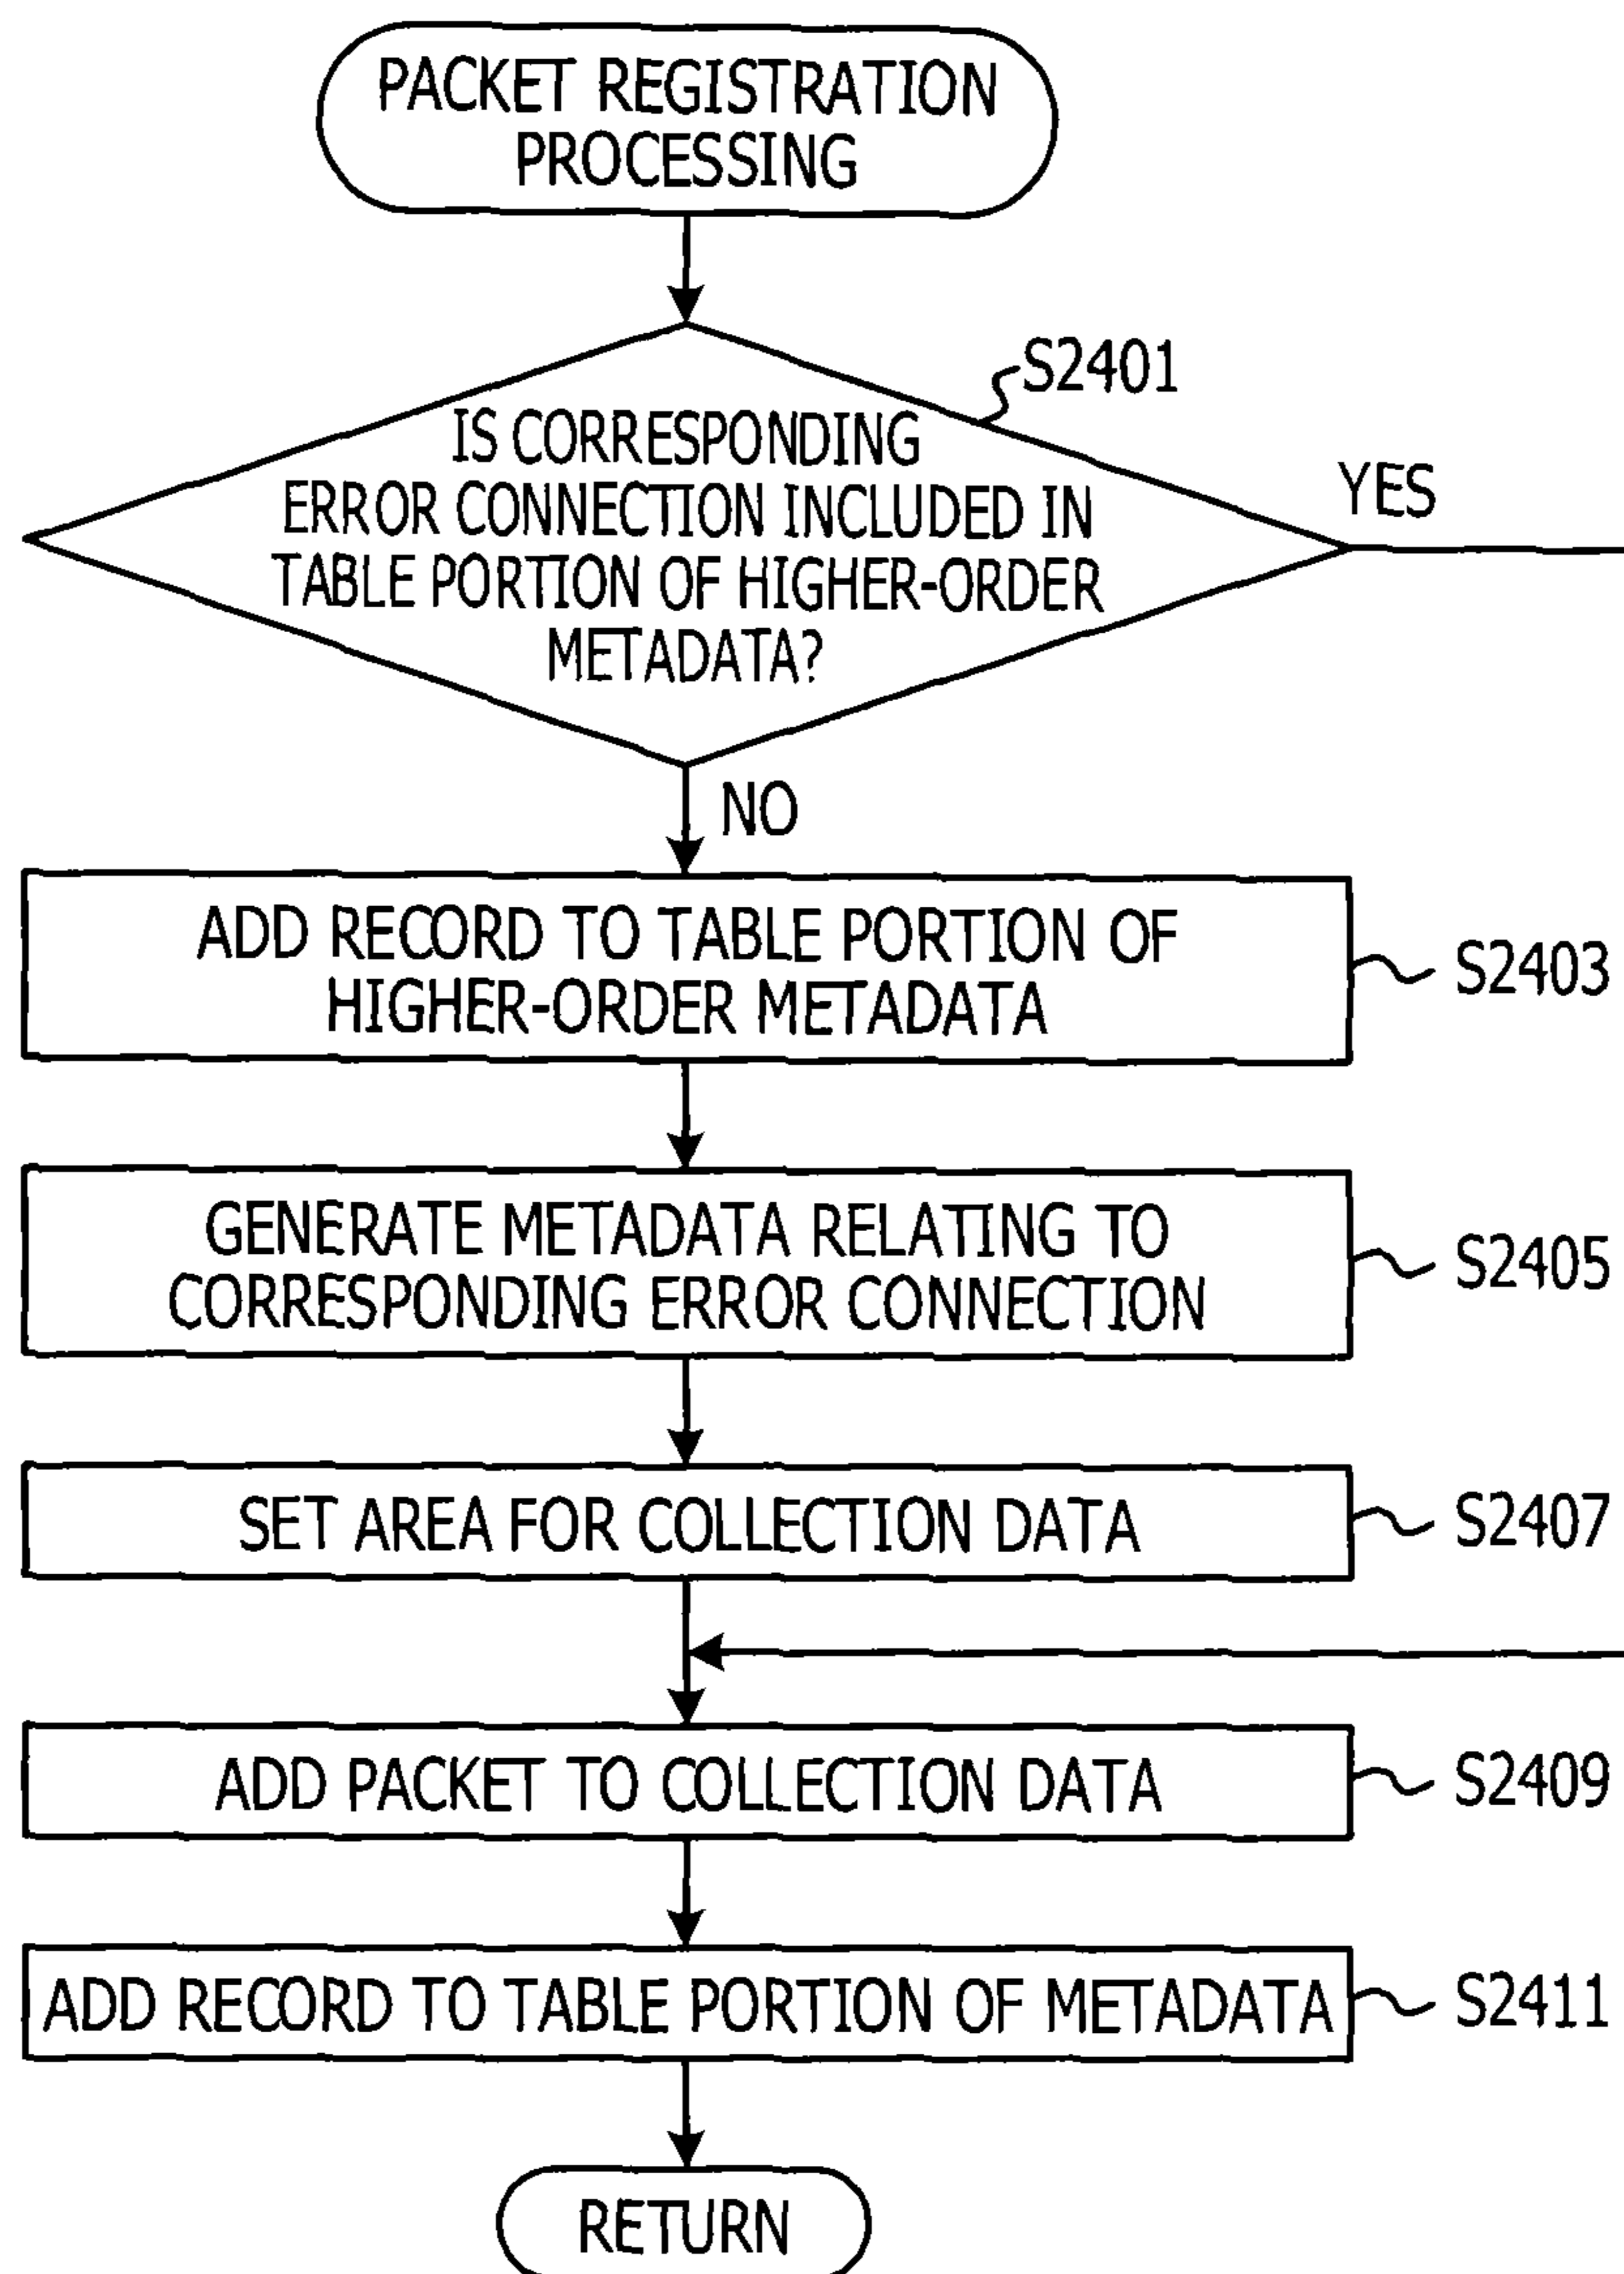 PACKET REGISTRATION
PROCESSING
S2401
IS CORRESPONDING
ERROR CONNECTION INCLUDED IN
TABLE PORTION OF HIGHER-ORDER
METADATA?
YES
NO
ADD RECORD TO TABLE PORTION OF
HIGHER-ORDER METADATA
S2403
GENERATE METADATA RELATING TO
CORRESPONDING ERROR CONNECTION
S2405
SET AREA FOR COLLECTION DATA
S2407
ADD PACKET TO COLLECTION DATA
S2409
ADD RECORD TO TABLE PORTION OF METADATA
S2411
RETURN